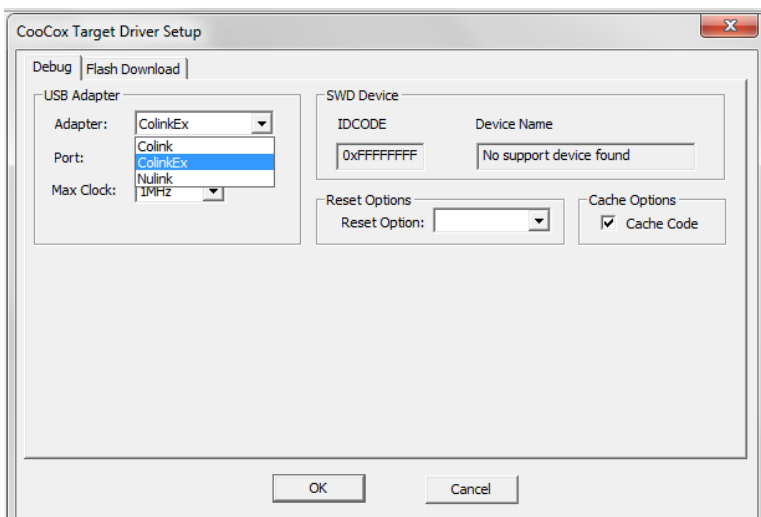 CooCox Target Driver Setup
Debug
Flash Download
USB Adapter
Adapter:
ColinkEx
Colink
ColinkEx
Nulink
Port:
Max Clock:
1MHz
SWD Device
IDCODE
Device Name
0xFFFFFFFF
No support device found
Reset Options
Reset Option:
Cache Options
Cache Code
OK
Cancel